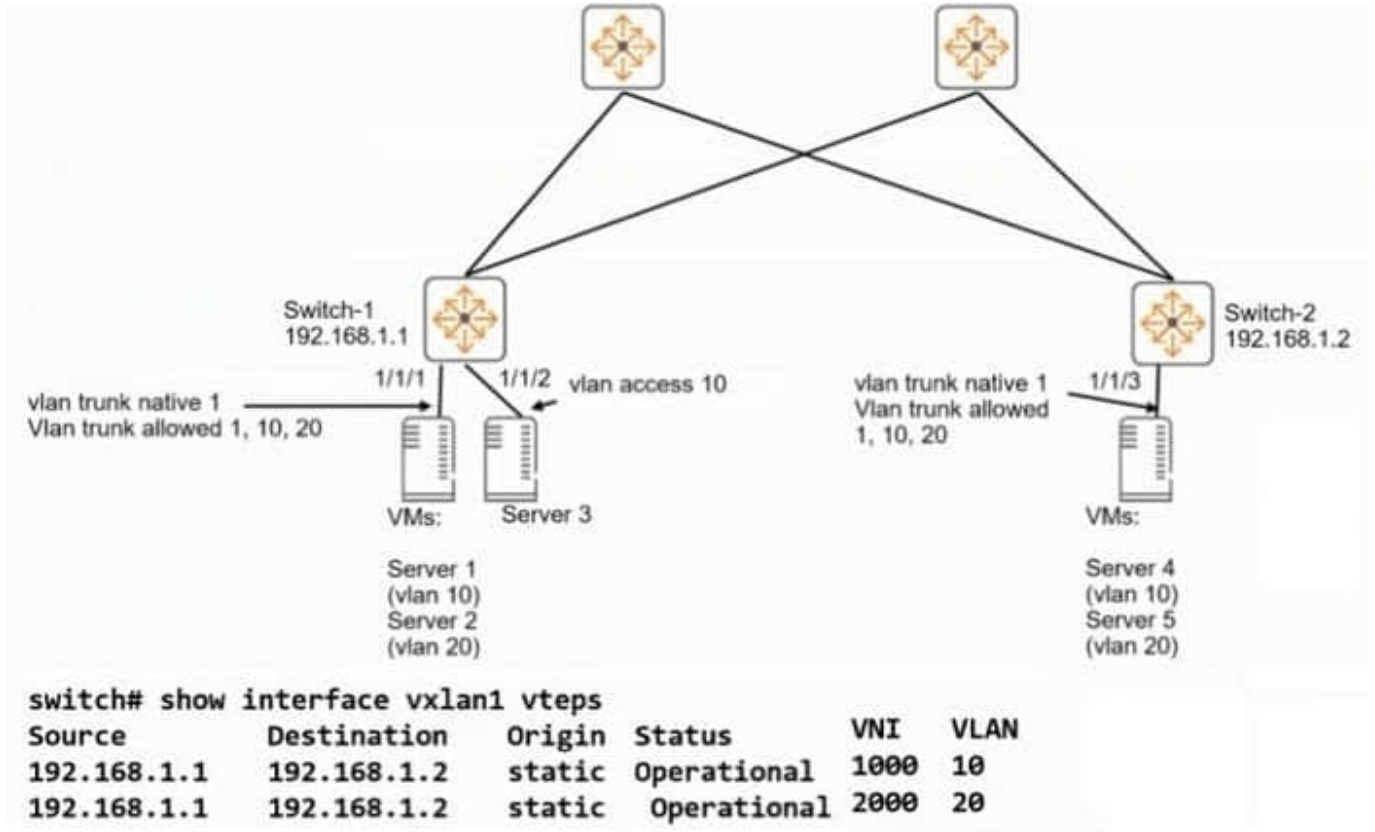 Switch-1
192.168.1.1
Switch-2
192.168.1.2
1/1/1
1/1/2
vlan access 10
vlan trunk native 1
Vlan trunk allowed 1, 10, 20
vlan trunk native 1
Vlan trunk allowed
1, 10, 20
1/1/3
VMs:
Server 1
(vlan 10)
Server 2
(vlan 20)
Server 3
VMs:
Server 4
(vlan 10)
Server 5
(vlan 20)
switch# show interface vxlan1 vteps
Source Destination Origin Status VNI VLAN
192.168.1.1 192.168.1.2 static Operational 1000 10
192.168.1.1 192.168.1.2 static Operational 2000 20